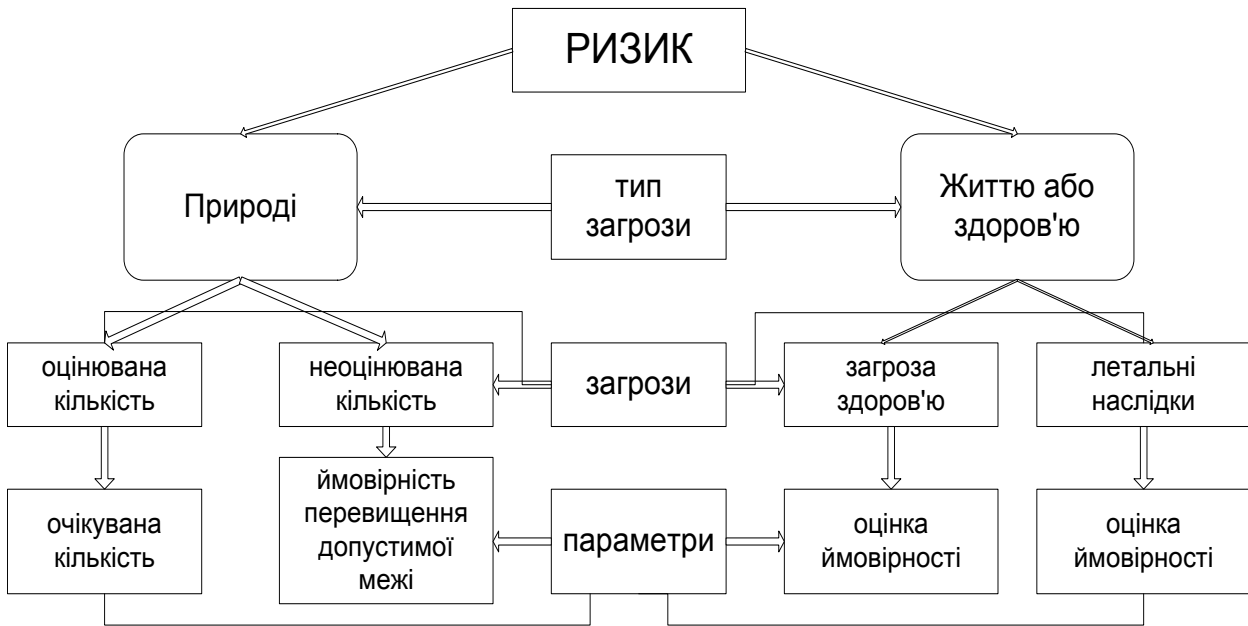 РИЗИК
Природі
тип
загрози
Життю або
здоров'ю
оцінювана
кількість
неоцінювана
кількість
загрози
загроза
здоров'ю
летальні
наслідки
очікувана
кількість
ймовірність
перевищення
допустимої
межі
параметри
оцінка
ймовірності
оцінка
ймовірності